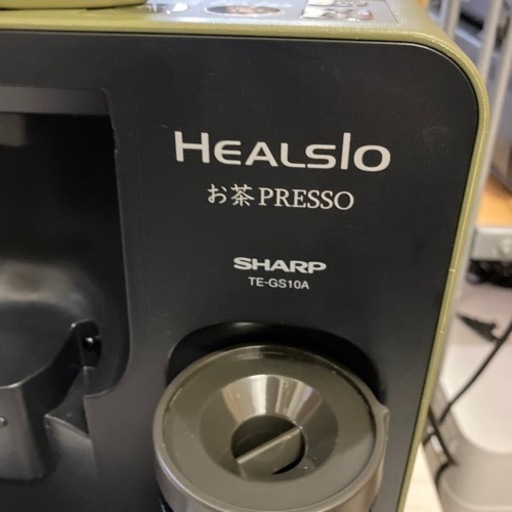 HEALSIO
お茶PRESSO
SHARP
TE-GS10A